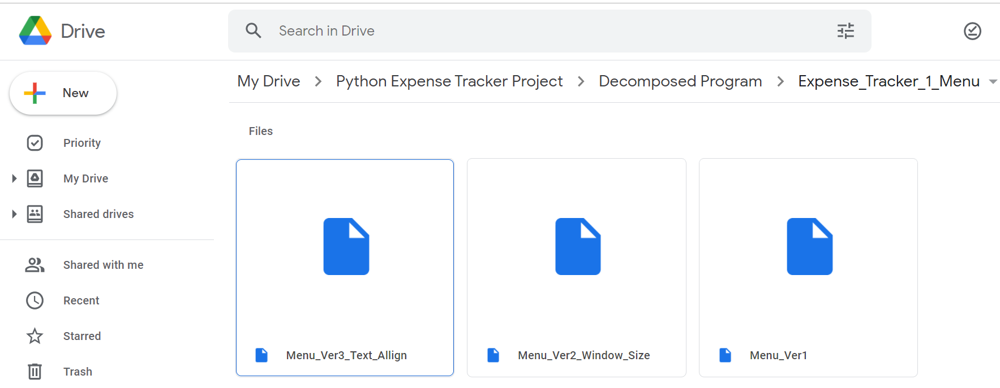 Drive
Search in Drive
New
My Drive > Python Expense Tracker Project > Decomposed Program > Expense_Tracker_1_Menu
Priority
My Drive
Shared drives
Shared with me
Recent
Starred
Trash
Files
Menu_Ver3_Text_Allign
Menu_Ver2_Window_Size
Menu_Ver1